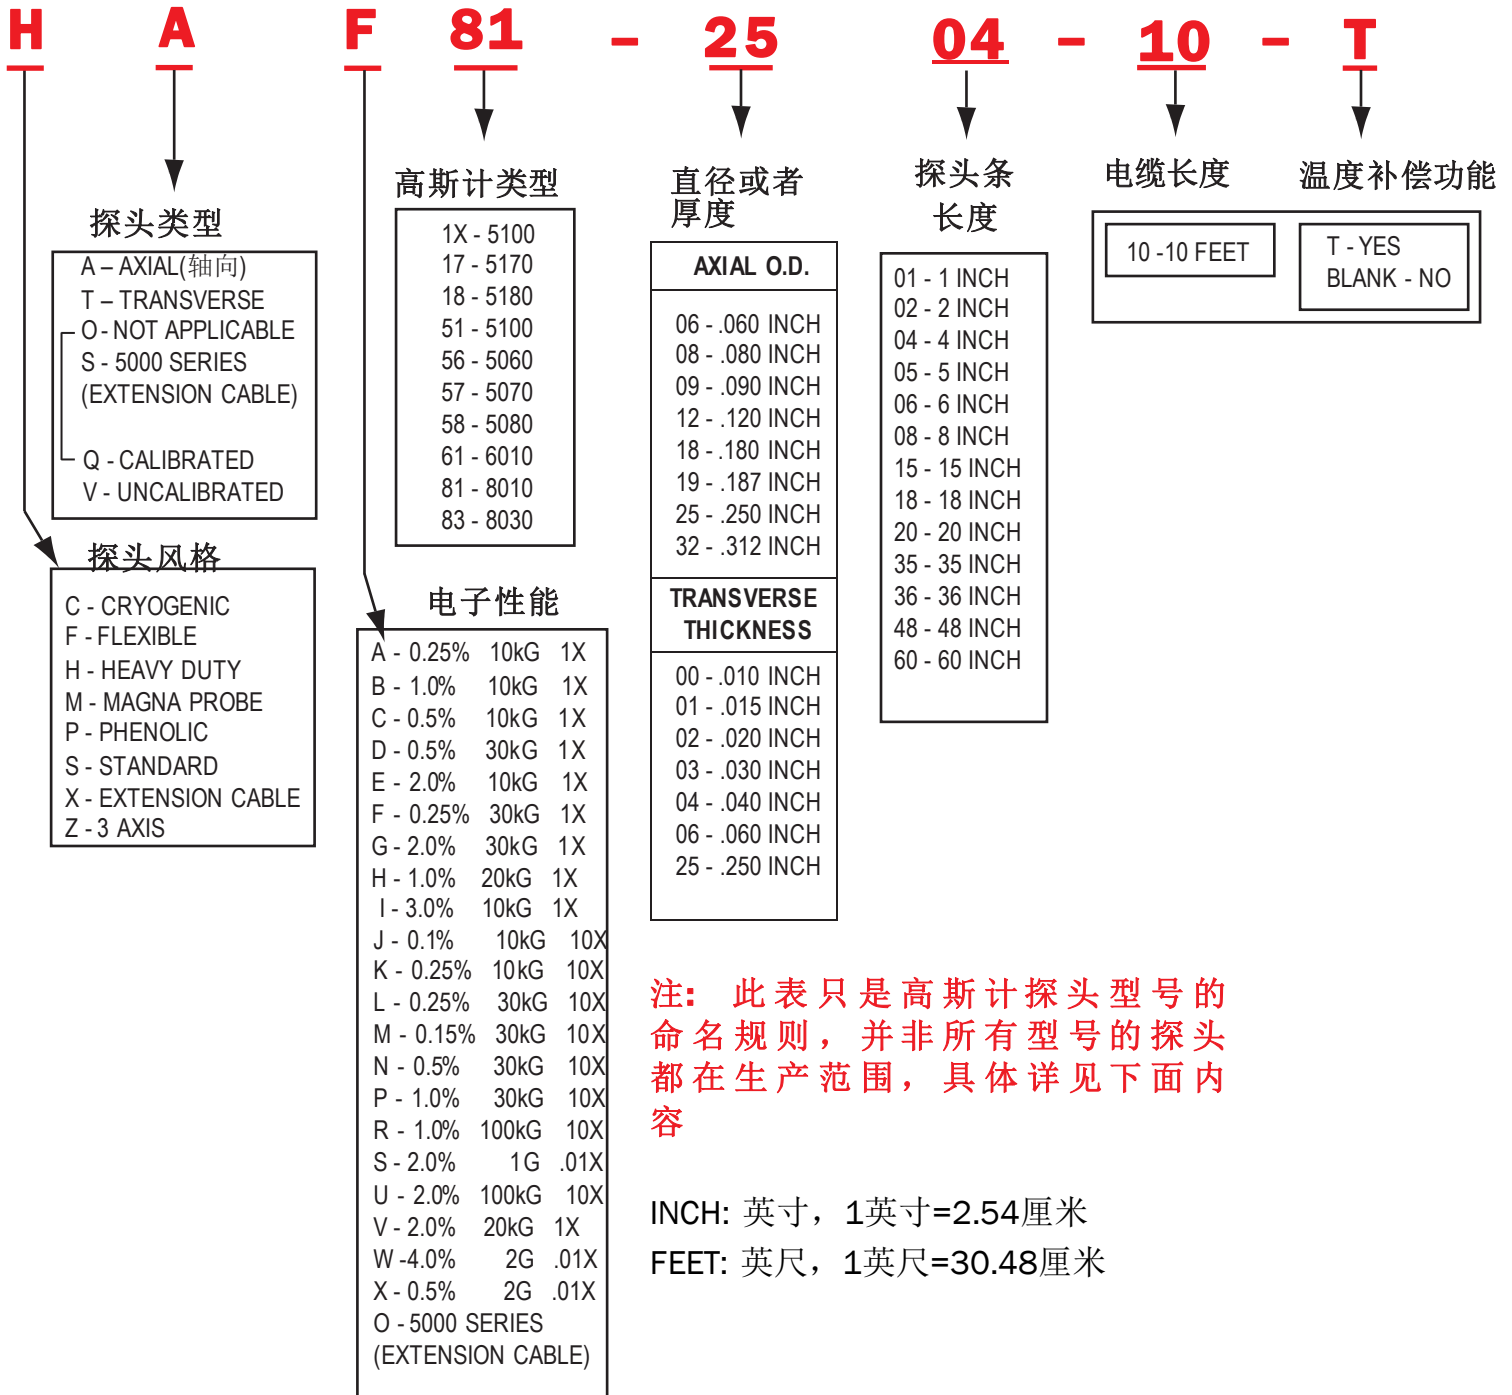 H A F 81 - 25 04 - 10 - T
探头类型
A – AXIAL(轴向)
T – TRANSVERSE
O - NOT APPLICABLE
S - 5000 SERIES
(EXTENSION CABLE)
Q - CALIBRATED
V - UNCALIBRATED
探头风格
C - CRYOGENIC
F - FLEXIBLE
H - HEAVY DUTY
M - MAGNA PROBE
P - PHENOLIC
S - STANDARD
X - EXTENSION CABLE
Z - 3 AXIS
高斯计类型
1X - 5100
17 - 5170
18 - 5180
51 - 5100
56 - 5060
57 - 5070
58 - 5080
61 - 6010
81 - 8010
83 - 8030
电子性能
A - 0.25% 10kG 1X
B - 1.0% 10kG 1X
C - 0.5% 10kG 1X
D - 0.5% 30kG 1X
E - 2.0% 10kG 1X
F - 0.25% 30kG 1X
G - 2.0% 30kG 1X
H - 1.0% 20kG 1X
I - 3.0% 10kG 1X
J - 0.1% 10kG 10X
K - 0.25% 10kG 10X
L - 0.25% 30kG 10X
M - 0.15% 30kG 10X
N - 0.5% 30kG 10X
P - 1.0% 30kG 10X
R - 1.0% 100kG 10X
S - 2.0% 1G .01X
U - 2.0% 100kG 10X
V - 2.0% 20kG 1X
W -4.0% 2G .01X
X - 0.5% 2G .01X
O - 5000 SERIES
(EXTENSION CABLE)
直径或者
厚度
AXIAL O.D.
06 - .060 INCH
08 - .080 INCH
09 - .090 INCH
12 - .120 INCH
18 - .180 INCH
19 - .187 INCH
25 - .250 INCH
32 - .312 INCH
TRANSVERSE
THICKNESS
00 - .010 INCH
01 - .015 INCH
02 - .020 INCH
03 - .030 INCH
04 - .040 INCH
06 - .060 INCH
25 - .250 INCH
探头条
长度
01 - 1 INCH
02 - 2 INCH
04 - 4 INCH
05 - 5 INCH
06 - 6 INCH
08 - 8 INCH
15 - 15 INCH
18 - 18 INCH
20 - 20 INCH
35 - 35 INCH
36 - 36 INCH
48 - 48 INCH
60 - 60 INCH
电缆长度
10 -10 FEET
温度补偿功能
T - YES
BLANK - NO
注: 此表只是高斯计探头型号的
命名规则，并非所有型号的探头
都在生产范围，具体详见下面内
容
INCH: 英寸，1英寸=2.54厘米
FEET: 英尺，1英尺=30.48厘米